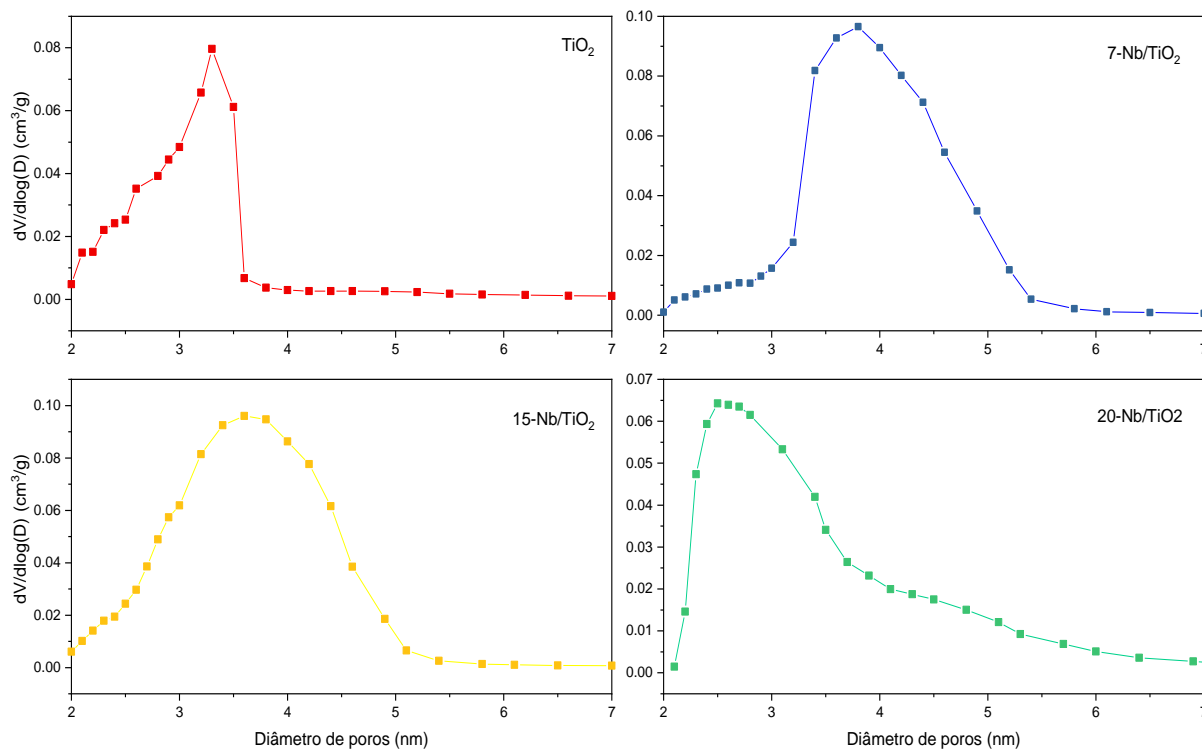 TiO₂
dV/dlog(D) (cm³/g)
0.08
0.06
0.04
0.02
0.00
2 3 4 5 6 7
7-Nb/TiO₂
0.10
0.08
0.06
0.04
0.02
0.00
2 3 4 5 6 7
15-Nb/TiO₂
dV/dlog(D) (cm³/g)
0.10
0.08
0.06
0.04
0.02
0.00
2 3 4 5 6 7
Diâmetro de poros (nm)
20-Nb/TiO2
0.07
0.06
0.05
0.04
0.03
0.02
0.01
0.00
2 3 4 5 6 7
Diâmetro de poros (nm)